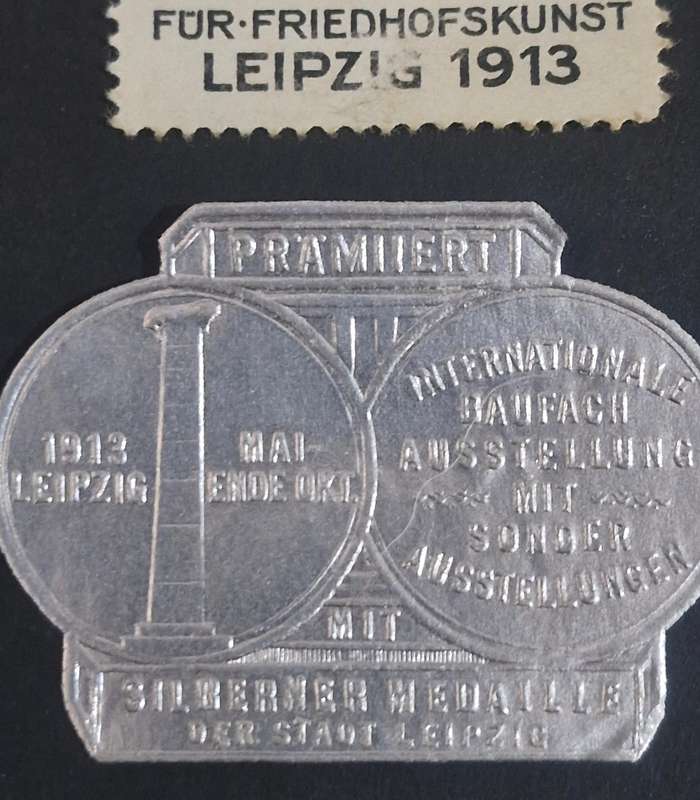 FÜR·FRIEDHOFSKUNST
LEIPZIG 1913
PRÄMIIERT
1913
LEIPZIG
MAI-
ENDE OKT.
INTERNATIONALE
BAUFACH
AUSSTELLUNG
MIT
SONDER
AUSSTELLUNGEN
MIT
SILBERNER MEDAILLE
DER STADT LEIPZIG